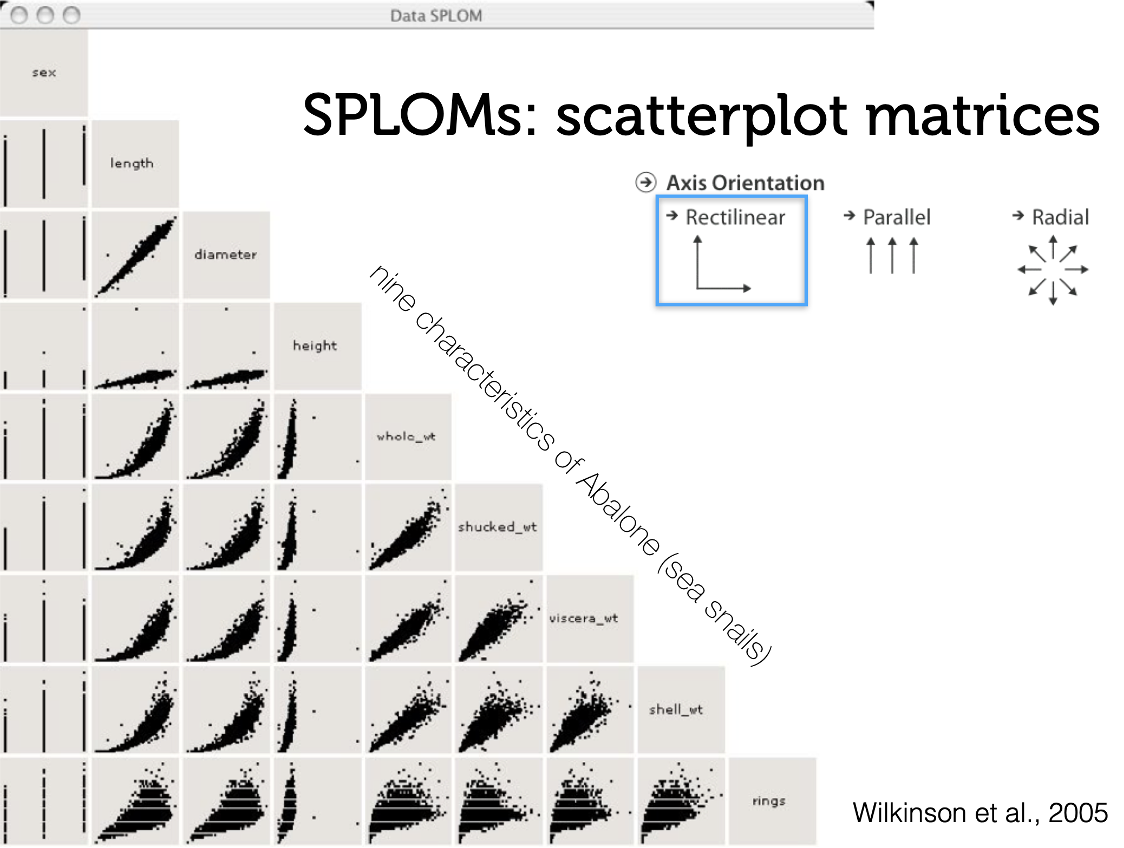 Data SPLOM
sex
SPLOMs: scatterplot matrices
length
Axis Orientation
Rectilinear
Parallel
Radial
diameter
nine characteristics of Abalone (sea snails)
height
whole_wt
shucked_wt
viscera_wt
shell_wt
rings
Wilkinson et al., 2005